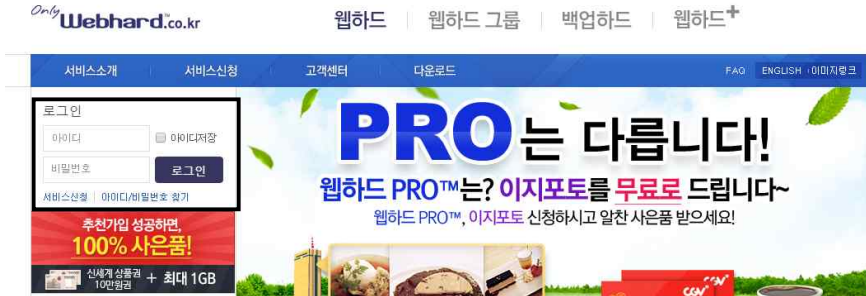 Only Webhard.co.kr
웹하드 웹하드 그룹 백업하드 웹하드+
서비스소개 서비스신청 고객센터 다운로드 FAQ ENGLISH 이미지링크
로그인
아이디 아이디저장
비밀번호 로그인
서비스신청 아이디/비밀번호 찾기
추천가입 성공하면,
100% 사은품!
신세계 상품권
10만원권 + 최대 1GB
PRO는 다릅니다!
웹하드 PRO™는? 이지포토를 무료로 드립니다~
웹하드 PRO™, 이지포토 신청하시고 알찬 사은품 받으세요!
CGV CGV